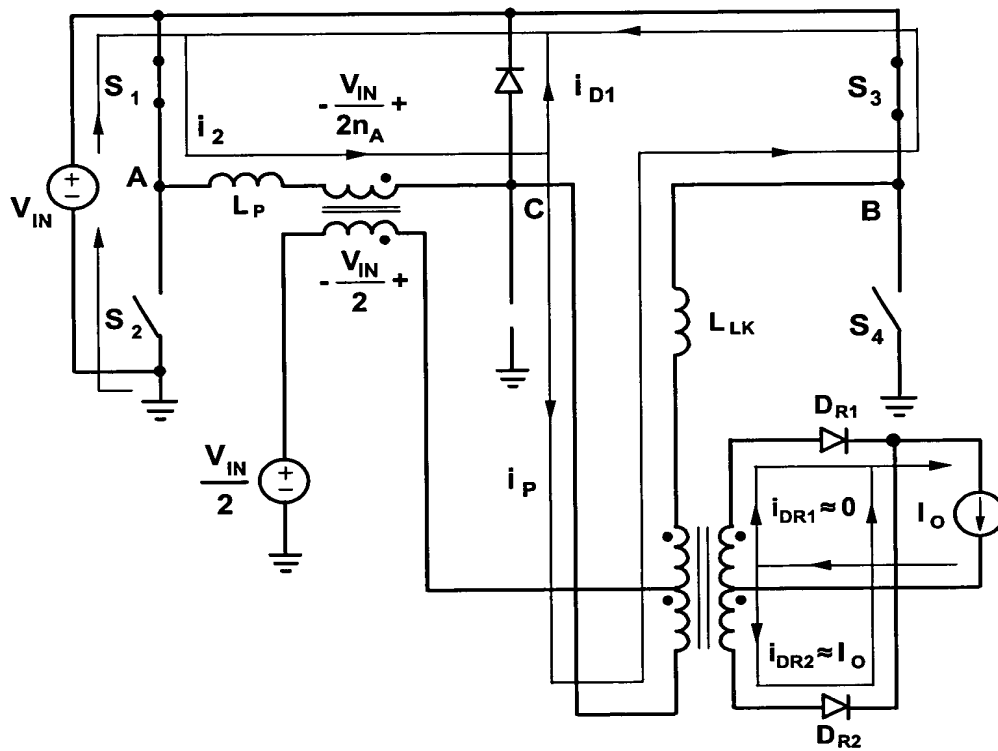 S1
i2
- VIN/2nA +
iD1
S3
A
LP
C
B
VIN
- VIN/2 +
S2
LLK
S4
VIN/2
iP
DR1
iDR1 ≈ 0
IO
iDR2 ≈ IO
DR2